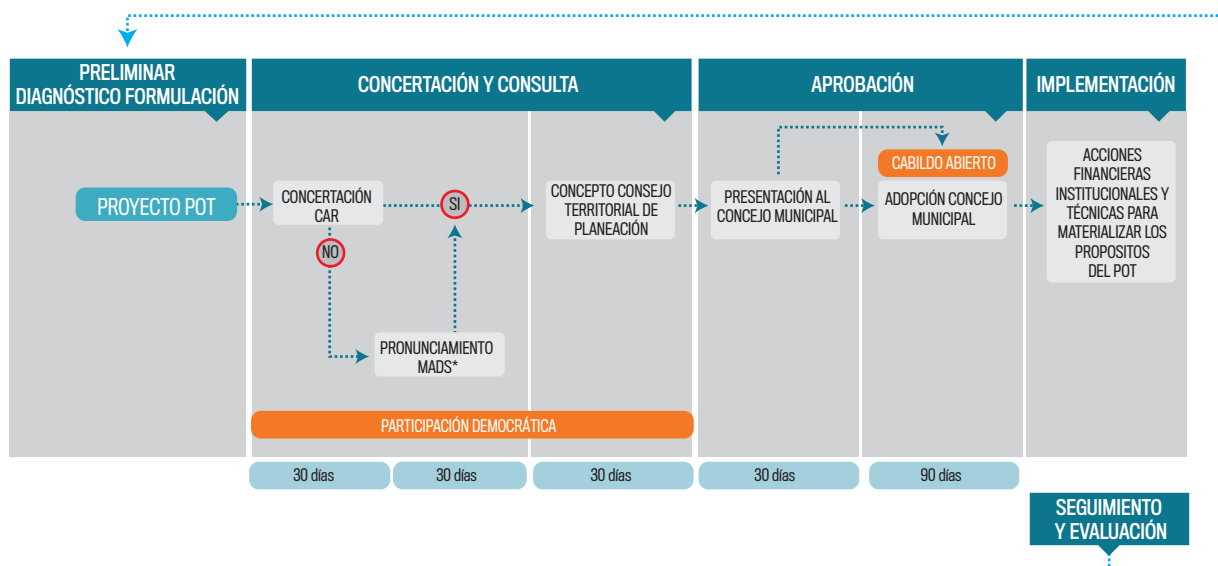 PRELIMINAR
DIAGNÓSTICO FORMULACIÓN
CONCERTACIÓN Y CONSULTA
APROBACIÓN
IMPLEMENTACIÓN
PROYECTO POT
CONCERTACIÓN
CAR
SI
NO
PRONUNCIAMIENTO
MADS*
CONCEPTO CONSEJO
TERRITORIAL DE
PLANEACIÓN
PRESENTACIÓN AL
CONCEJO MUNICIPAL
CABILDO ABIERTO
ADOPCIÓN CONCEJO
MUNICIPAL
ACCIONES
FINANCIERAS
INSTITUCIONALES Y
TÉCNICAS PARA
MATERIALIZAR LOS
PROPOSITOS
DEL POT
PARTICIPACIÓN DEMOCRÁTICA
30 días
30 días
30 días
30 días
90 días
SEGUIMIENTO
Y EVALUACIÓN